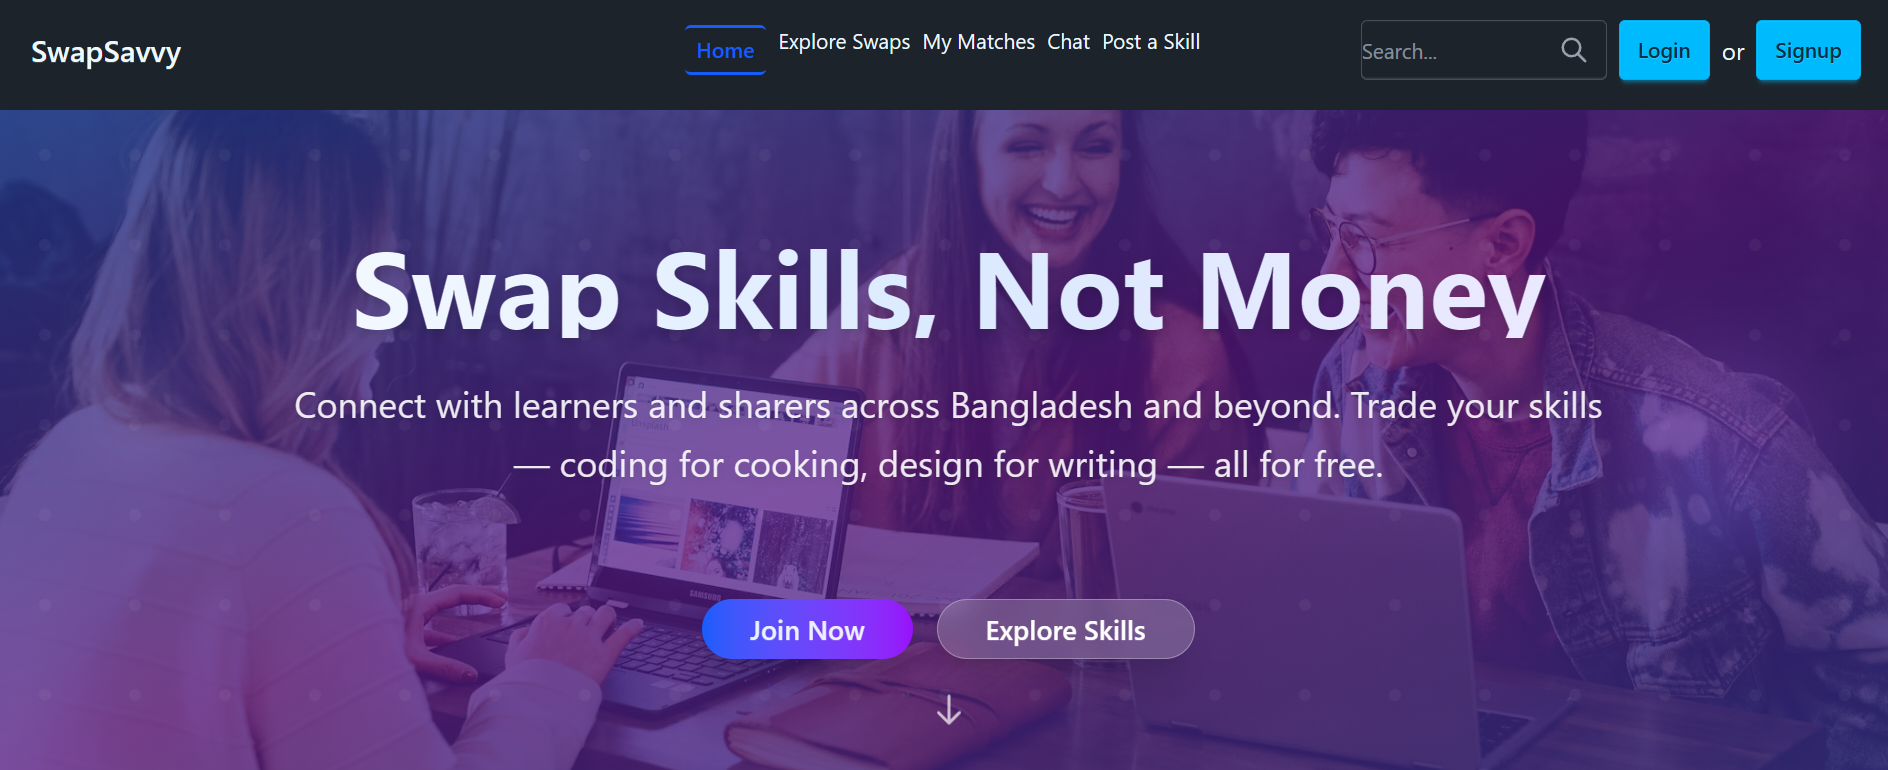 SwapSavvy
Home Explore Swaps My Matches Chat Post a Skill
Search...
Login or Signup
Swap Skills, Not Money
Connect with learners and sharers across Bangladesh and beyond. Trade your skills
— coding for cooking, design for writing — all for free.
Unsplash
SAMSUNG
Join Now Explore Skills